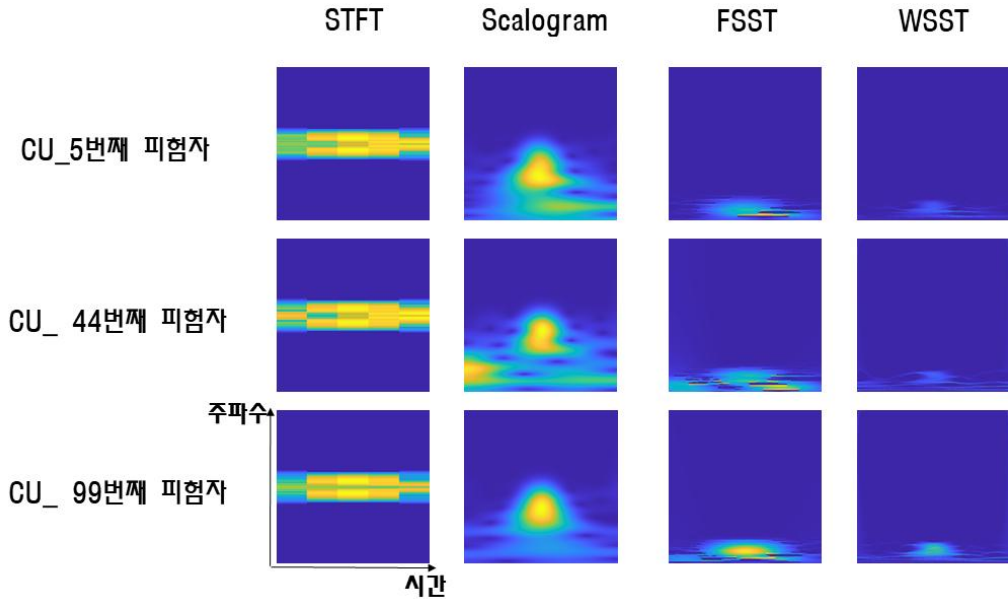 STFT Scalogram FSST WSST
CU_5번째 피험자
CU_ 44번째 피험자
주파수
CU_ 99번째 피험자
시간